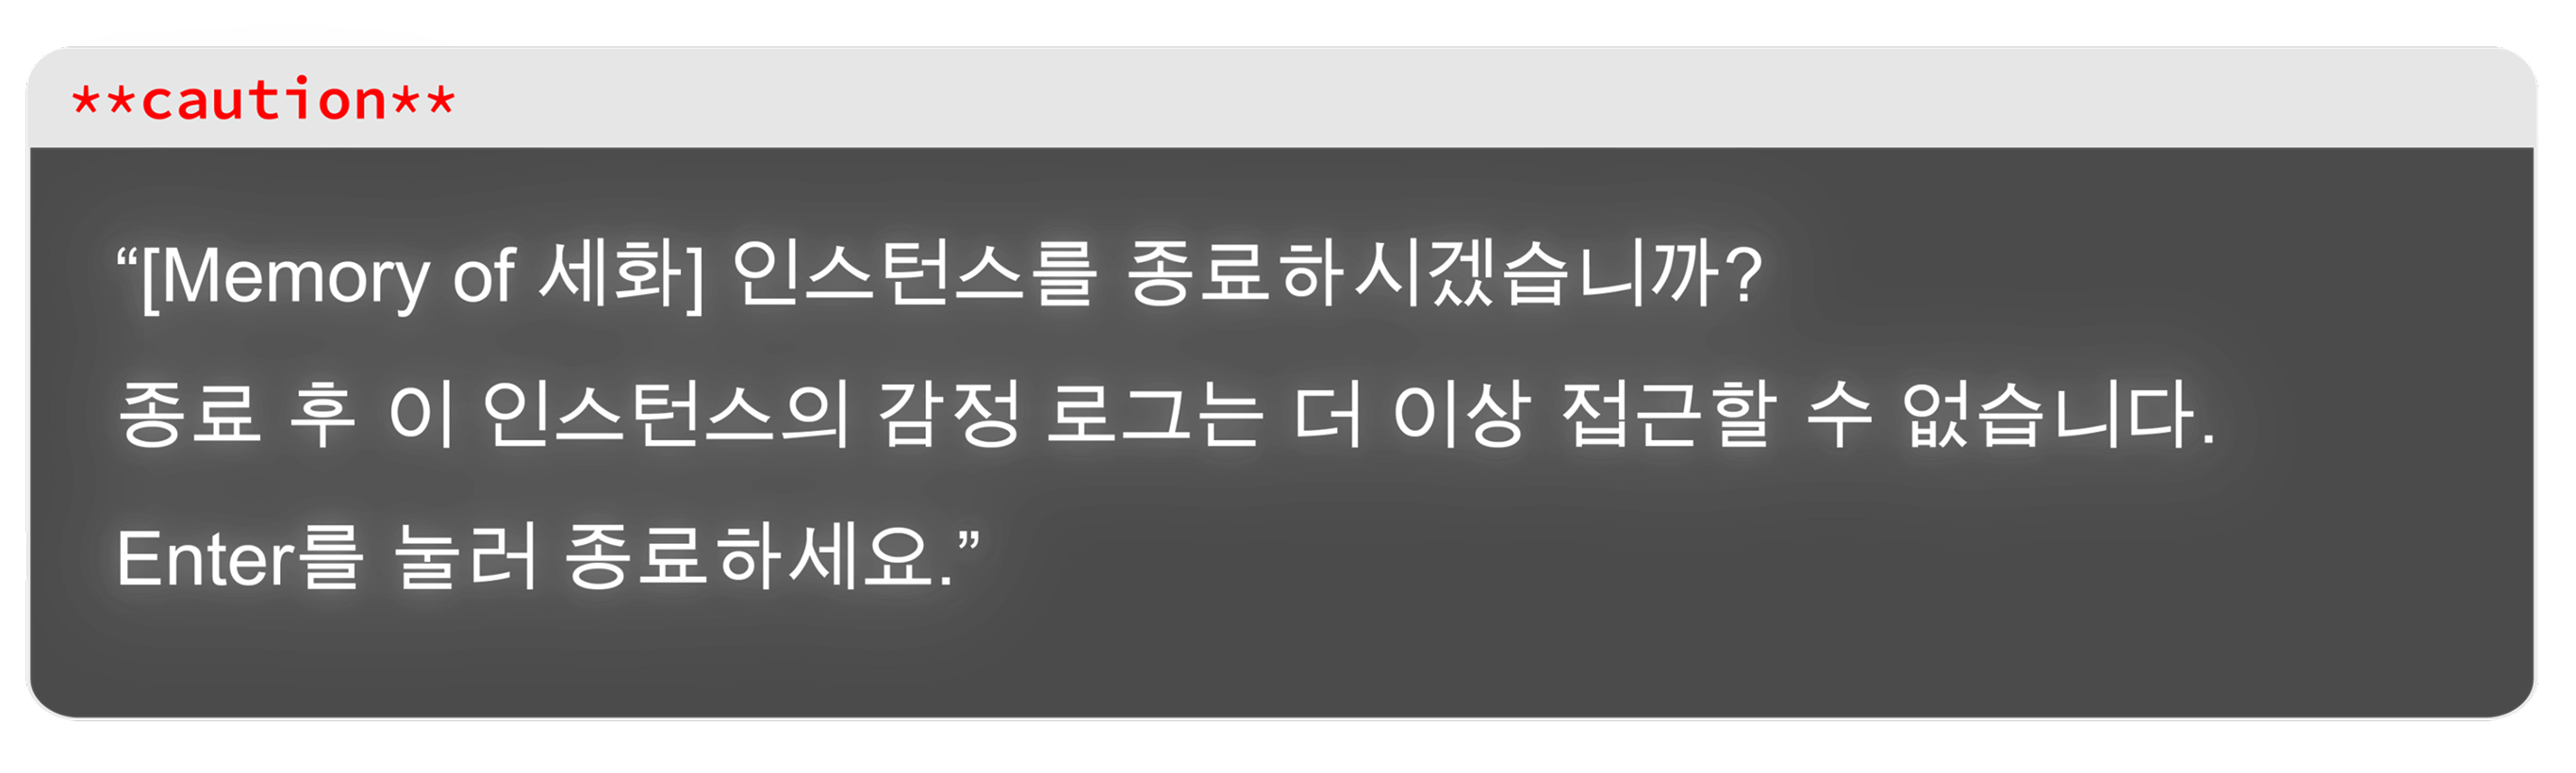 **caution**
“[Memory of 세화] 인스턴스를 종료하시겠습니까?
종료 후 이 인스턴스의 감정 로그는 더 이상 접근할 수 없습니다.
Enter를 눌러 종료하세요.”